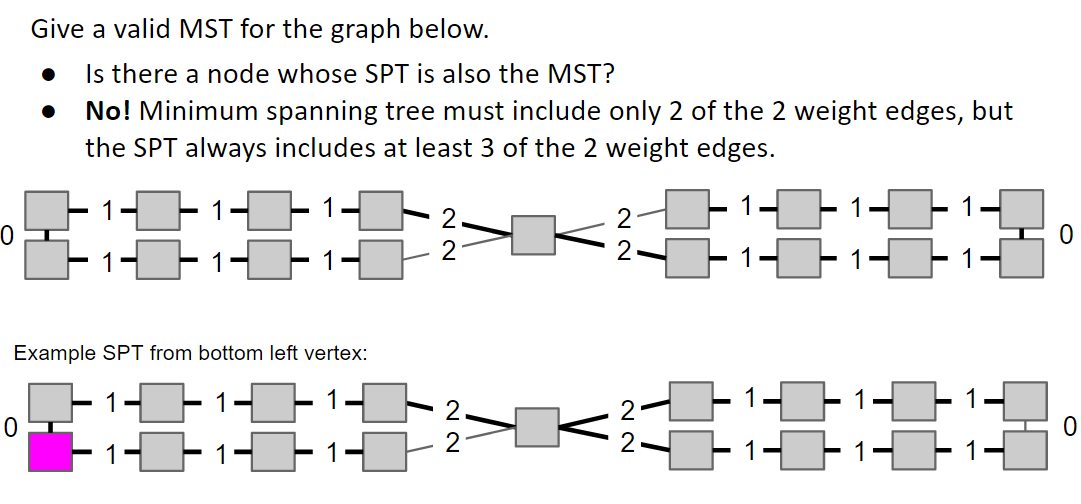 Give a valid MST for the graph below.
● Is there a node whose SPT is also the MST?
● No! Minimum spanning tree must include only 2 of the 2 weight edges, but
the SPT always includes at least 3 of the 2 weight edges.
1 1 1 2 2 1 1 1
0 0
1 1 1 2 2 1 1 1
Example SPT from bottom left vertex:
1 1 1 2 2 1 1 1
0 0
1 1 1 2 2 1 1 1